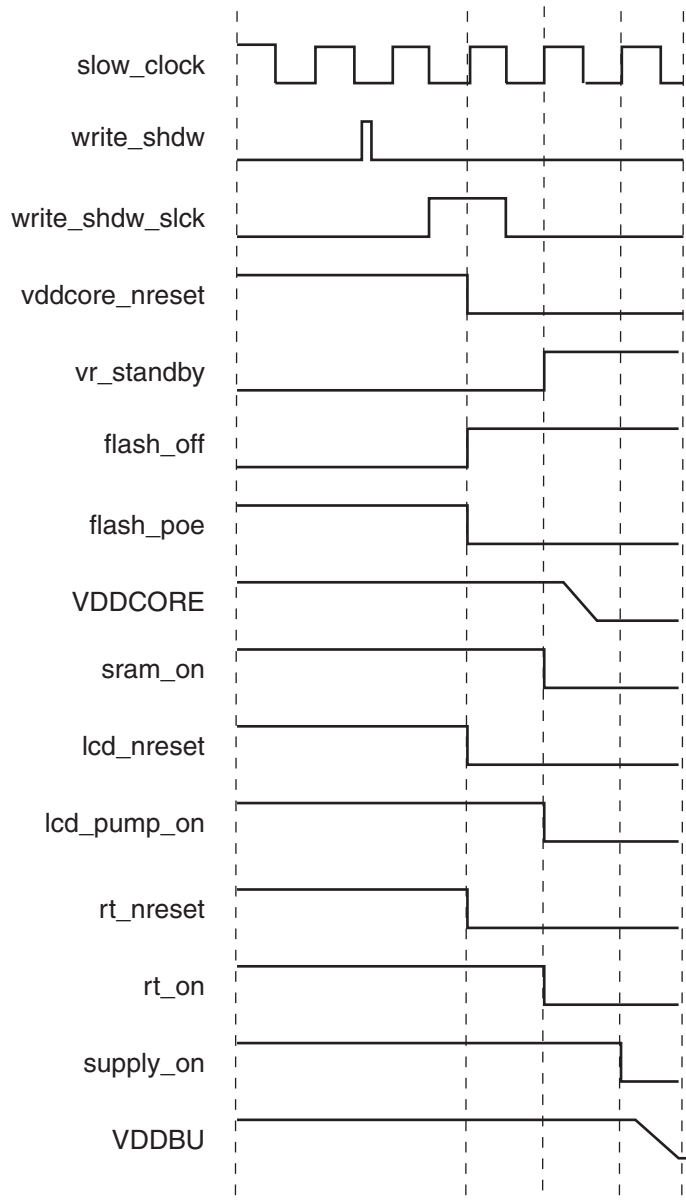 slow_clock
write_shdw
write_shdw_slck
vddcore_nreset
vr_standby
flash_off
flash_poe
VDDCORE
sram_on
lcd_nreset
lcd_pump_on
rt_nreset
rt_on
supply_on
VDDBU